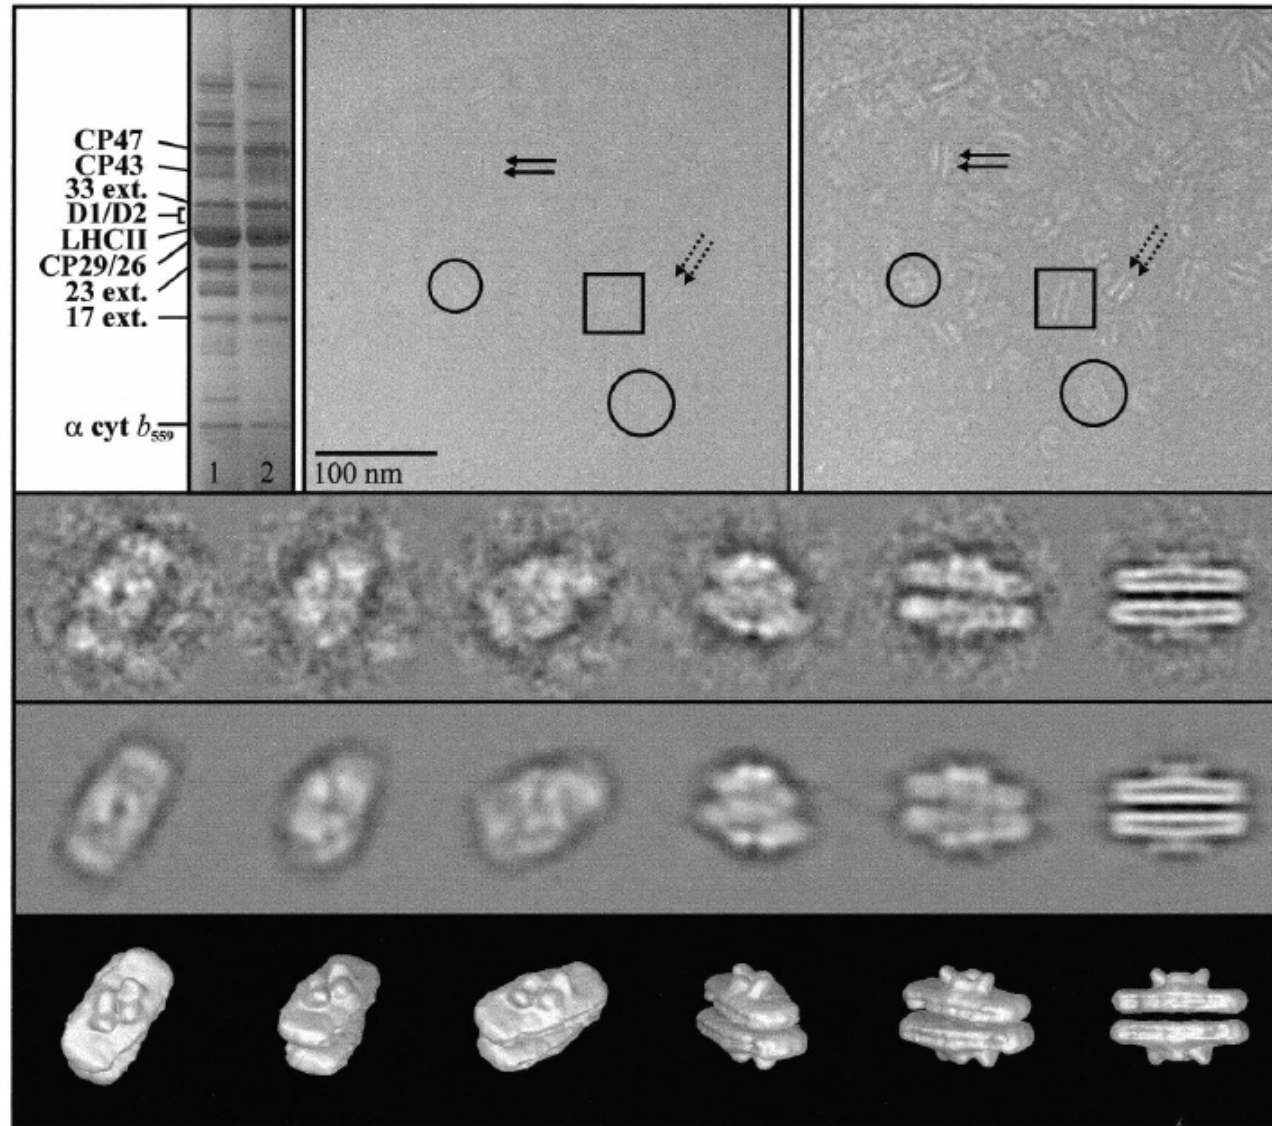 CP47
CP43
33 ext.
D1/D2
LHCII
CP29/26
23 ext.
17 ext.
α cyt b559
1 2
100 nm